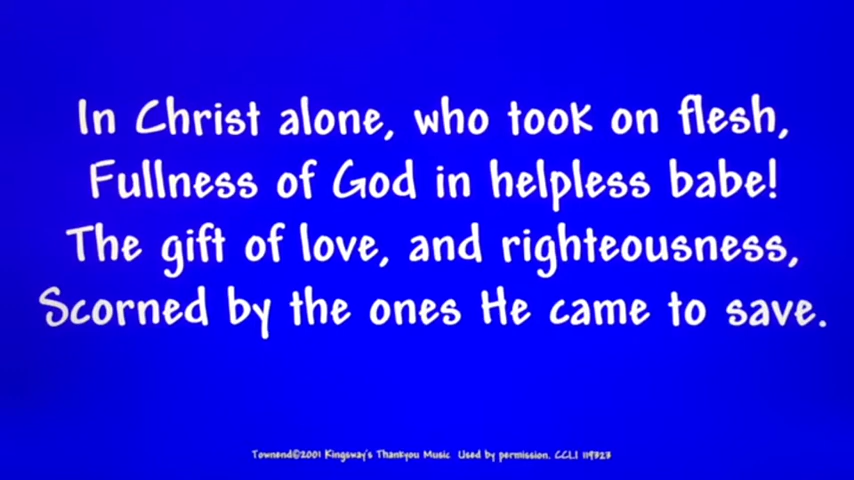 In Christ alone, who took on flesh,
Fullness of God in helpless babe!
The gift of love, and righteousness,
Scorned by the ones He came to save.
Townend©2001 Kingsway's Thankyou Music Used by permission. CCLI 119323